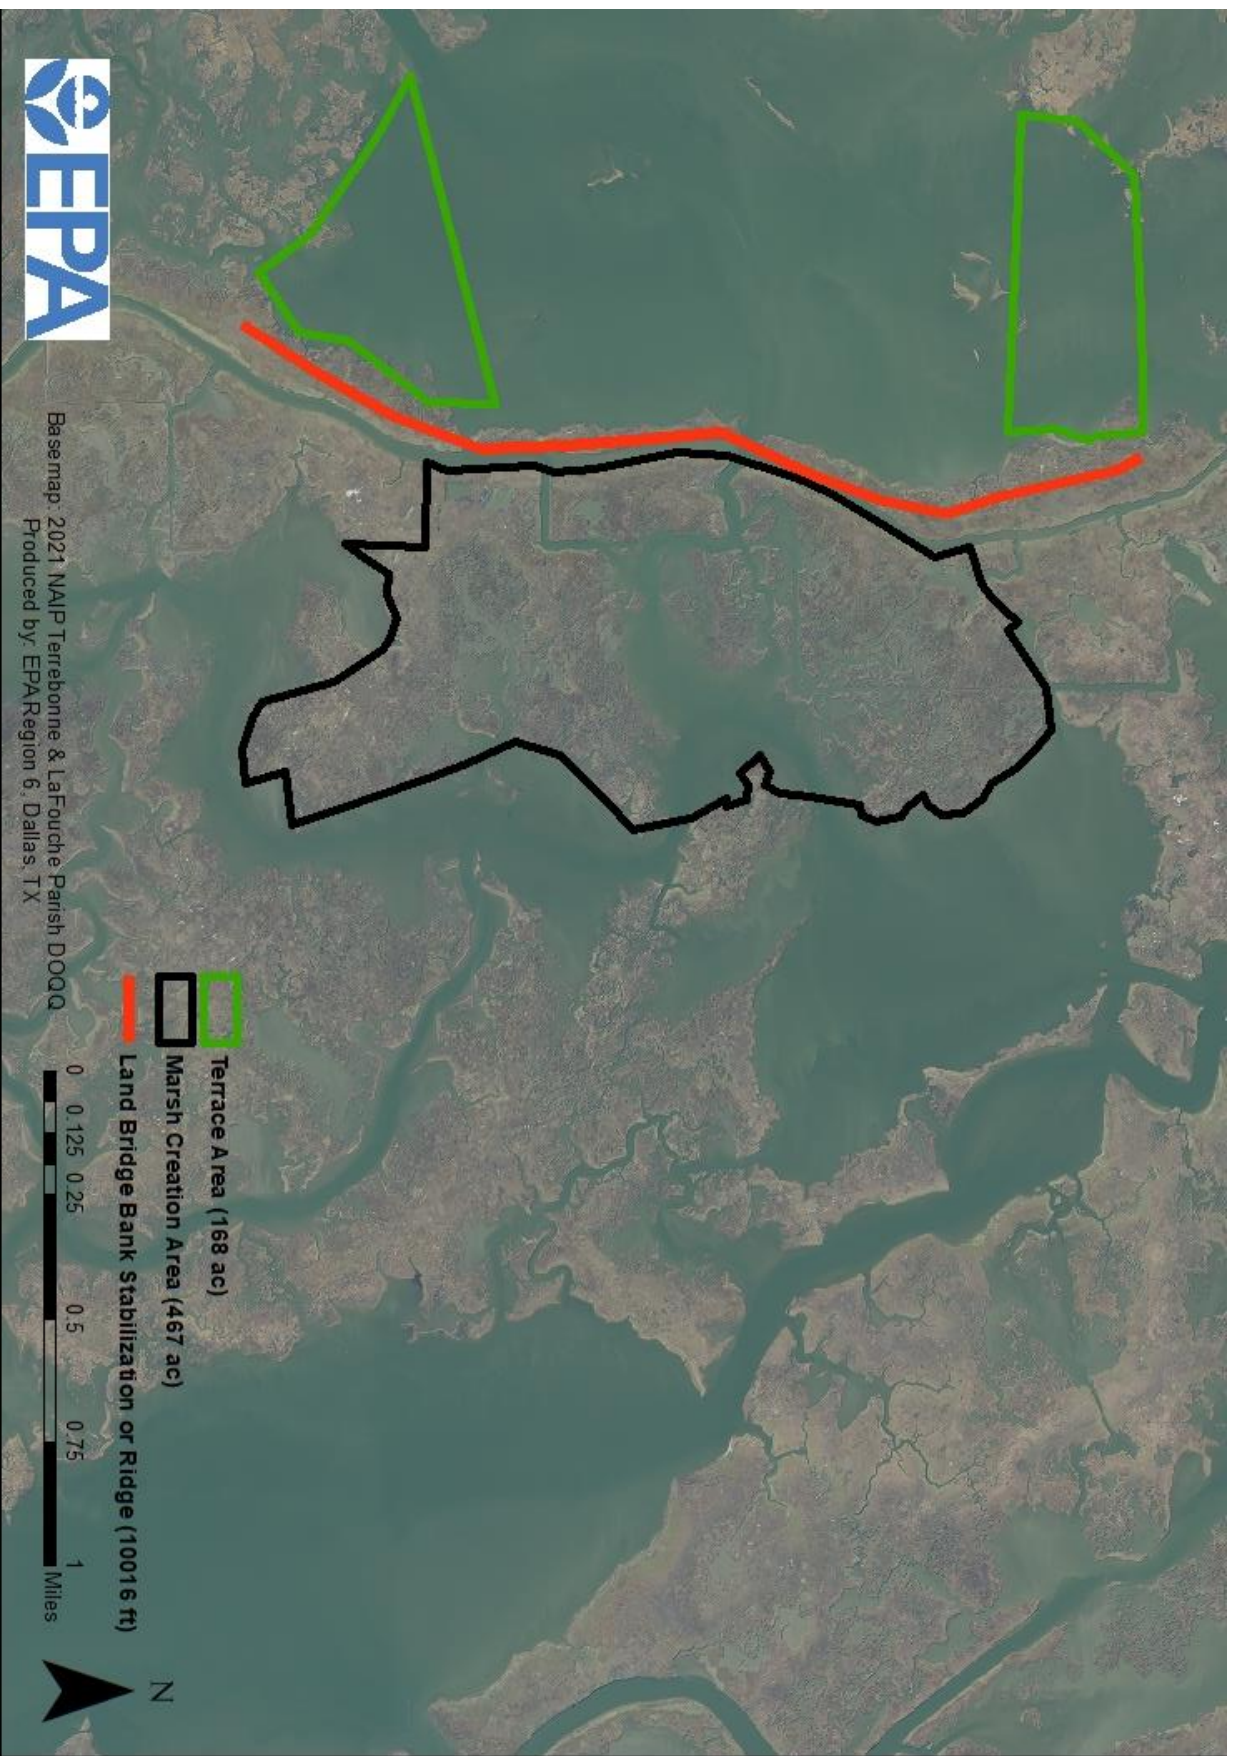 Terrace Area (168 ac)
Marsh Creation Area (467 ac)
Land Bridge Bank Stabilization or Ridge (10016 ft)
0 0.125 0.25 0.5 0.75 1
Miles
N
EPA
Basemap: 2021 NAIP Terrebonne & LaFouche Parish DOQQ
Produced by: EPA Region 6, Dallas, TX